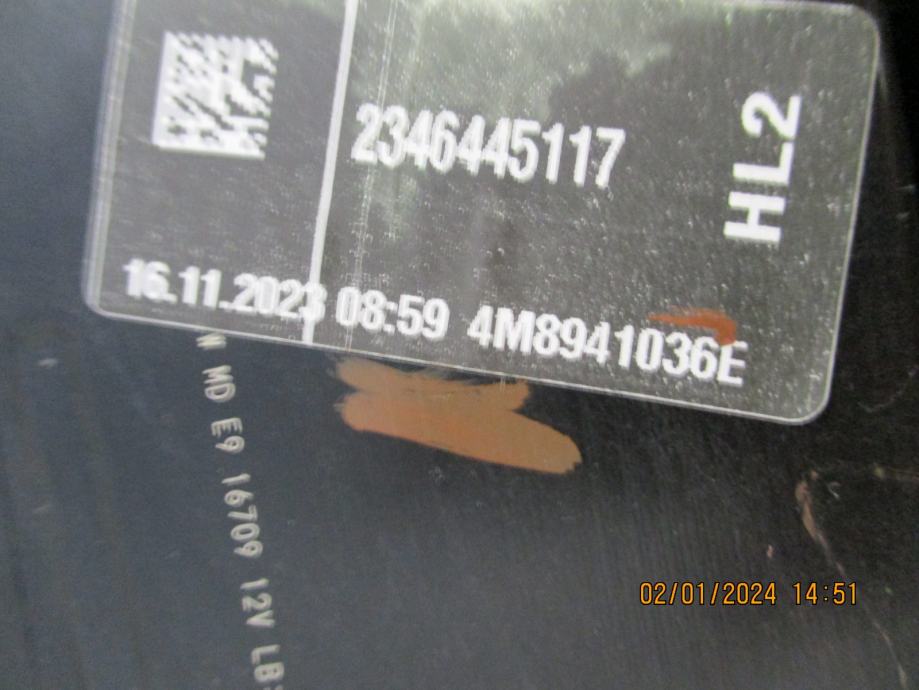 2346445117
HL2
16.11.2023 08:59 4M8941036E
MD E9 16709 12V
02/01/2024 14:51